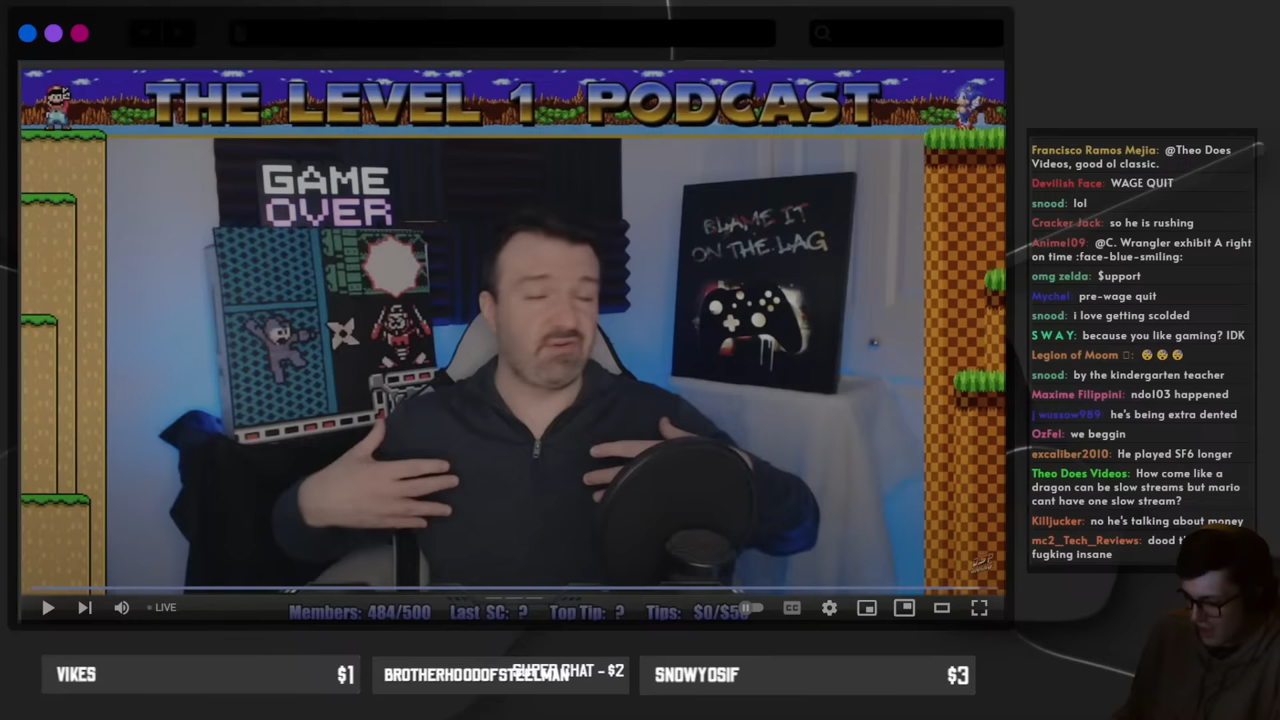 THE LEVEL 1 PODCAST
GAME
OVER
BLAME IT
ON THE LAG
Francisco Ramos Mejia: @Theo Does
Videos, good ol classic.
Devilish Face: WAGE QUIT
snood: lol
Cracker Jack: so he is rushing
Animel09: @C. Wrangler exhibit A right
on time :face-blue-smiling:
omg zelda: $upport
Mychel: pre-wage quit
snood: i love getting scolded
S W A Y: because you like gaming? IDK
Legion of Moom : 😴 😴 😴
snood: by the kindergarten teacher
Maxime Filippini: ndol03 happened
j wossow989: he's being extra dented
OzFel: we beggin
excaliber2010: He played SF6 longer
Theo Does Videos: How come like a
dragon can be slow streams but mario
cant have one slow stream?
Killjucker: no he's talking about money
mc2_Tech_Reviews: dood
fugking insane
LIVE
Members: 484/500 Last SC: ? Top Tip: ? Tips: $0/$50
CC
VIKES $1
BROTHERHOODOFSTEELMAN SUPER CHAT - $2
SNOWYOSIF $3